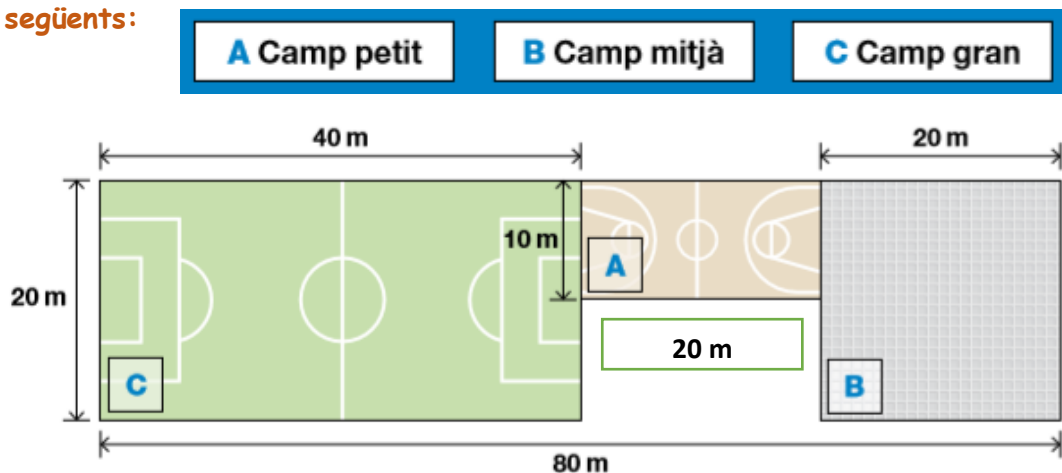 següents:
A Camp petit
B Camp mitjà
C Camp gran
40 m
20 m
10 m
A
20 m
20 m
C
B
80 m